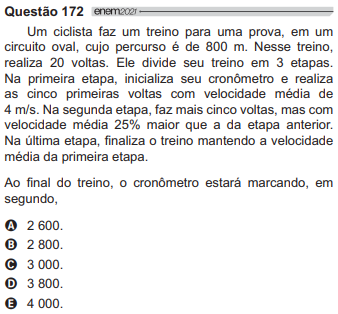 Questão 172 enem2021
Um ciclista faz um treino para uma prova, em um
circuito oval, cujo percurso é de 800 m. Nesse treino,
realiza 20 voltas. Ele divide seu treino em 3 etapas.
Na primeira etapa, inicializa seu cronômetro e realiza
as cinco primeiras voltas com velocidade média de
4 m/s. Na segunda etapa, faz mais cinco voltas, mas com
velocidade média 25% maior que a da etapa anterior.
Na última etapa, finaliza o treino mantendo a velocidade
média da primeira etapa.
Ao final do treino, o cronômetro estará marcando, em
segundo,
A 2 600.
B 2 800.
C 3 000.
D 3 800.
E 4 000.